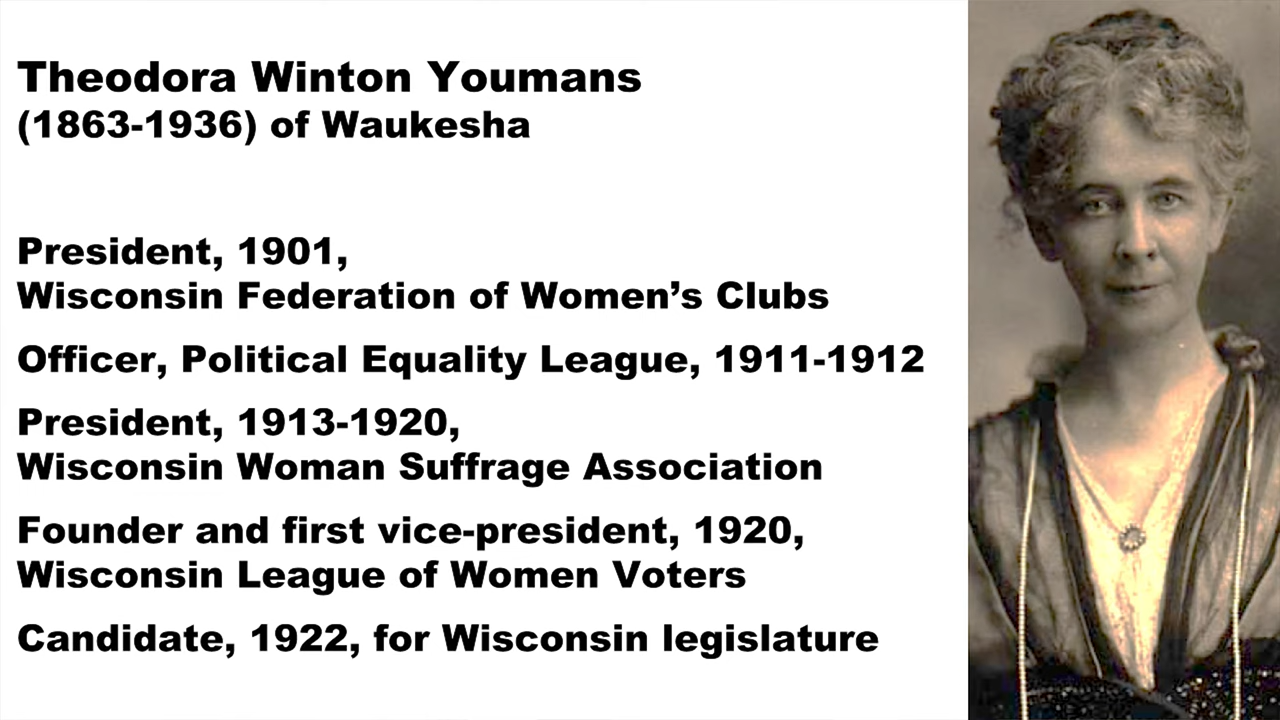 Theodora Winton Youmans
(1863-1936) of Waukesha
President, 1901,
Wisconsin Federation of Women’s Clubs
Officer, Political Equality League, 1911-1912
President, 1913-1920,
Wisconsin Woman Suffrage Association
Founder and first vice-president, 1920,
Wisconsin League of Women Voters
Candidate, 1922, for Wisconsin legislature